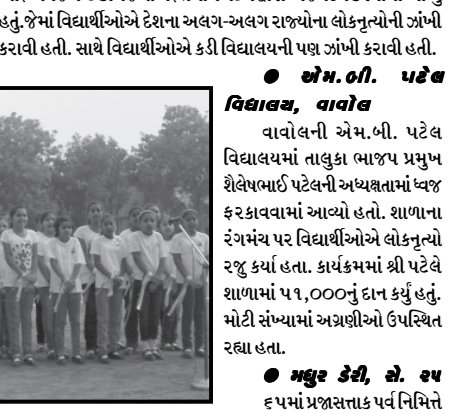 હતું.જેમાં વિદ્યાર્થીઓએ દેશના અલગ-અલગ રાજ્યોના લોકનૃત્યોની ઝાંખી
કરાવી હતી. સાથે વિદ્યાર્થીઓએ કડી વિદ્યાલયની પણ ઝાંખી કરાવી હતી.
● એમ.બી. પટેલ
વિદ્યાલય, વાવોલ
વાવોલની એમ.બી. પટેલ
વિદ્યાલયમાં તાલુકા ભાજપ પ્રમુખ
શૈલેષભાઈ પટેલની અધ્યક્ષતામાં ધ્વજ
ફરકાવવામાં આવ્યો હતો. શાળાના
રંગમંચ પર વિદ્યાર્થીઓએ લોકનૃત્યો
રજુ કર્યા હતા. કાર્યક્રમમાં શ્રી પટેલે
શાળામાં ૫૧,૦૦૦નું દાન કર્યું હતું.
મોટી સંખ્યામાં અગ્રણીઓ ઉપસ્થિત
રહ્યા હતા.
● મધુર ડેરી, સે. ૨૫
૬૫માં પ્રજાસત્તાક પર્વ નિમિત્તે